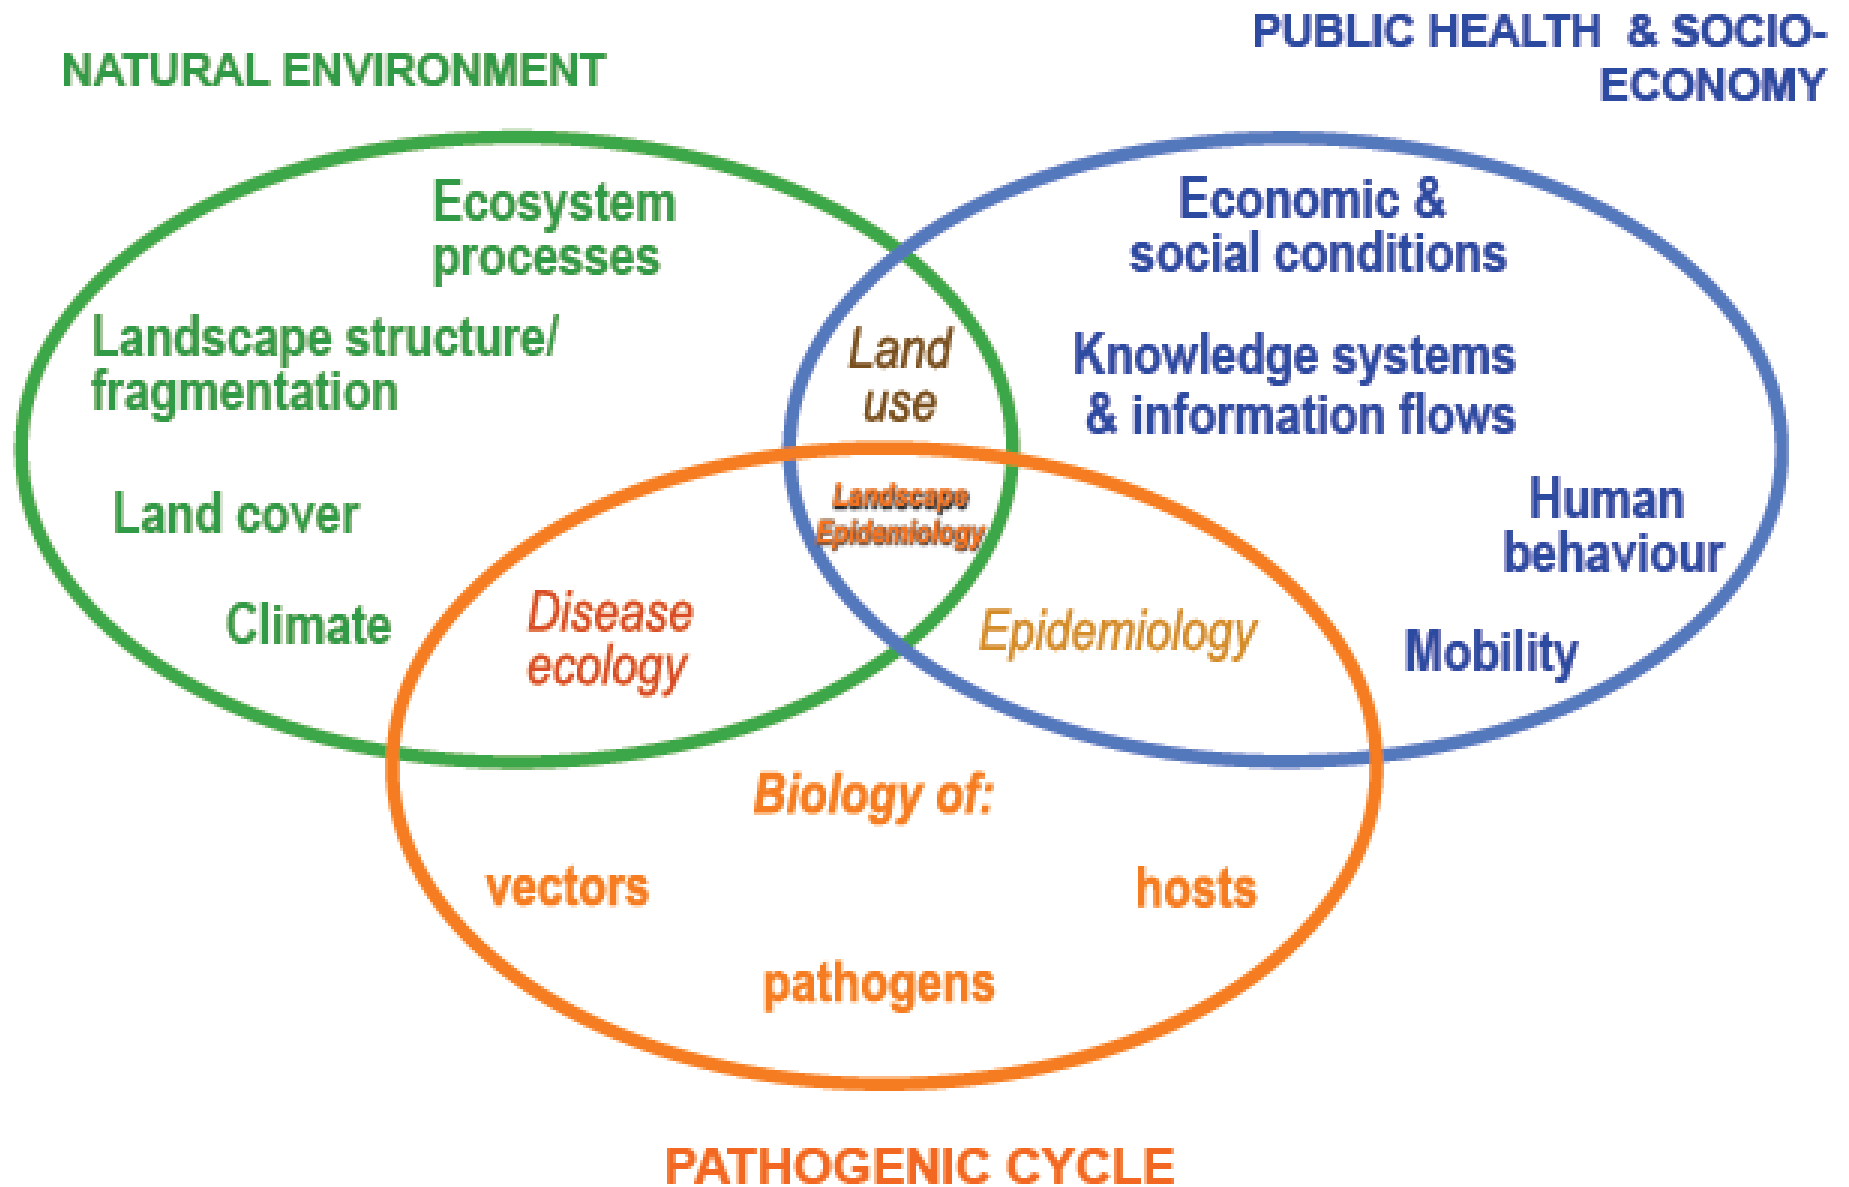 NATURAL ENVIRONMENT
PUBLIC HEALTH & SOCIO-
ECONOMY
Ecosystem
processes
Landscape structure/
fragmentation
Land cover
Climate
Land
use
Economic &
social conditions
Knowledge systems
& information flows
Human
behaviour
Mobility
Landscape
Epidemiology
Disease
ecology
Epidemiology
Biology of:
vectors
hosts
pathogens
PATHOGENIC CYCLE